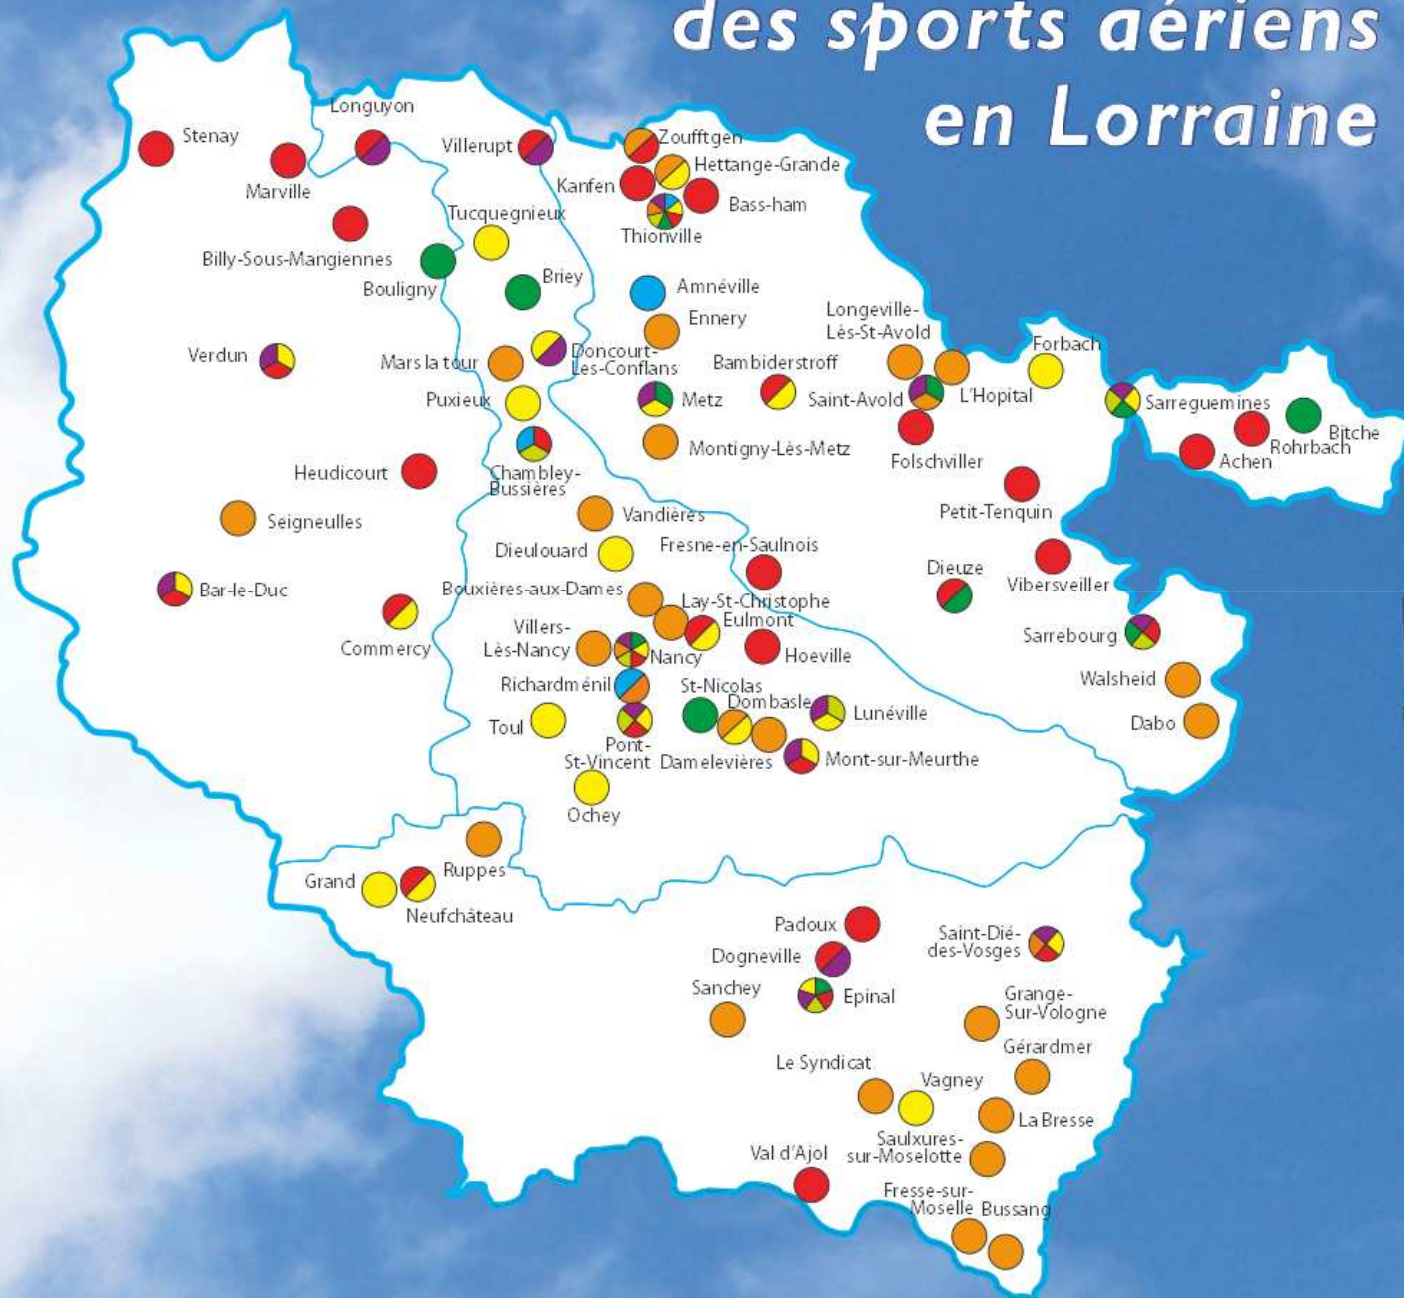 des sports aériens
en Lorraine
Longuyon
Stenay
Villerupt
Zoufftgen
Marville
Hettange-Grande
Kanfen
Bass-ham
Tucquegnieux
Thionville
Billy-Sous-Mangiennes
Bouligny
Briey
Amnéville
Ennery
Longeville-
Lès-St-Avold
Forbach
Verdun
Mars la tour
Doncourt-
Les-Conflans
Bambiderstroff
Puxieux
Metz
Saint-Avold
L'Hopital
Sarreguemines
Bitche
Rohrbach
Achen
Montigny-Lès-Metz
Folschviller
Heudicourt
Chambley-
Bussières
Petit-Tenquin
Seigneulles
Vandières
Dieulouard
Fresne-en-Saulnois
Vibersveiller
Dieuze
Bar-le-Duc
Bouxières-aux-Dames
Lay-St-Christophe
Eulmont
Commercy
Villers-
Lès-Nancy
Nancy
Hoeville
Sarrebourg
Walsheid
Richardménil
St-Nicolas
Dombasle
Lunéville
Dabo
Toul
Pont-
St-Vincent
Damelevières
Mont-sur-Meurthe
Ochey
Ruppes
Grand
Neufchâteau
Padoux
Saint-Dié-
des-Vosges
Dogneville
Sanchey
Epinal
Grange-
Sur-Vologne
Gérardmer
Le Syndicat
Vagney
La Bresse
Saulxures-
sur-Moselotte
Val d'Ajol
Fresse-sur-
Moselle
Bussang